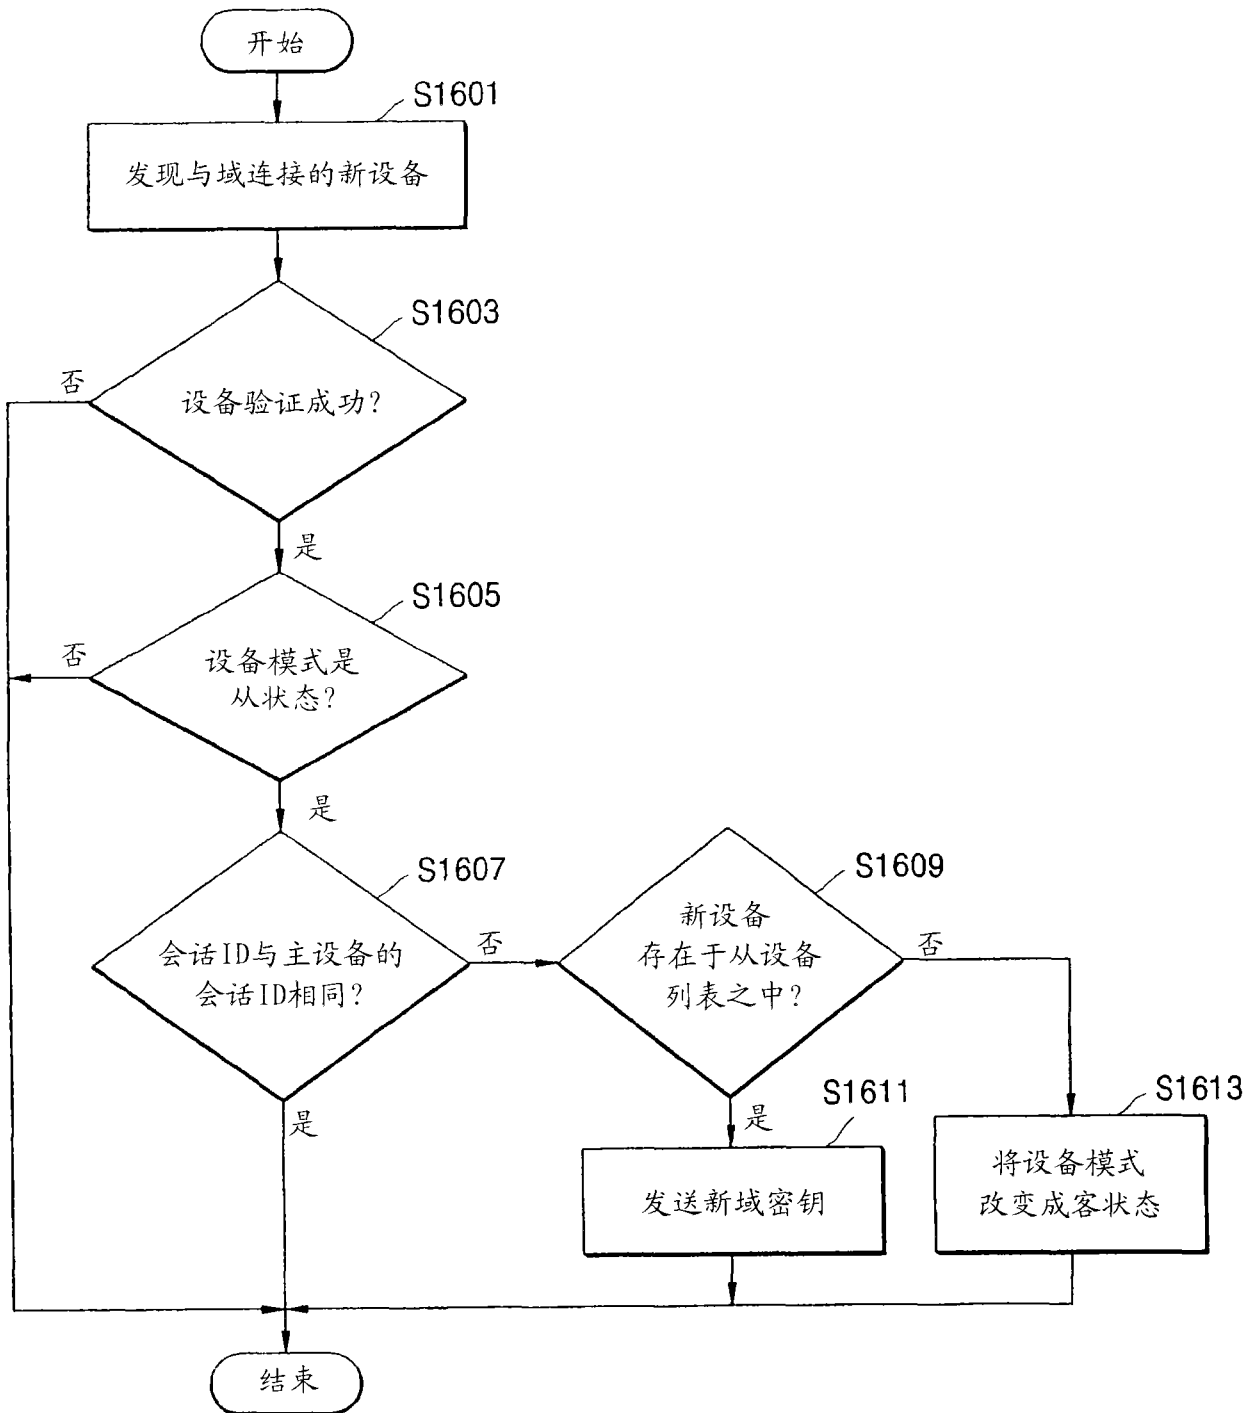 开始
S1601
发现与域连接的新设备
S1603
否
设备验证成功?
是
S1605
否
设备模式是
从状态?
是
S1607
会话ID与主设备的
会话ID相同?
否
S1609
新设备
存在于从设备
列表之中?
否
是
是
S1611
发送新域密钥
S1613
将设备模式
改变成客状态
结束